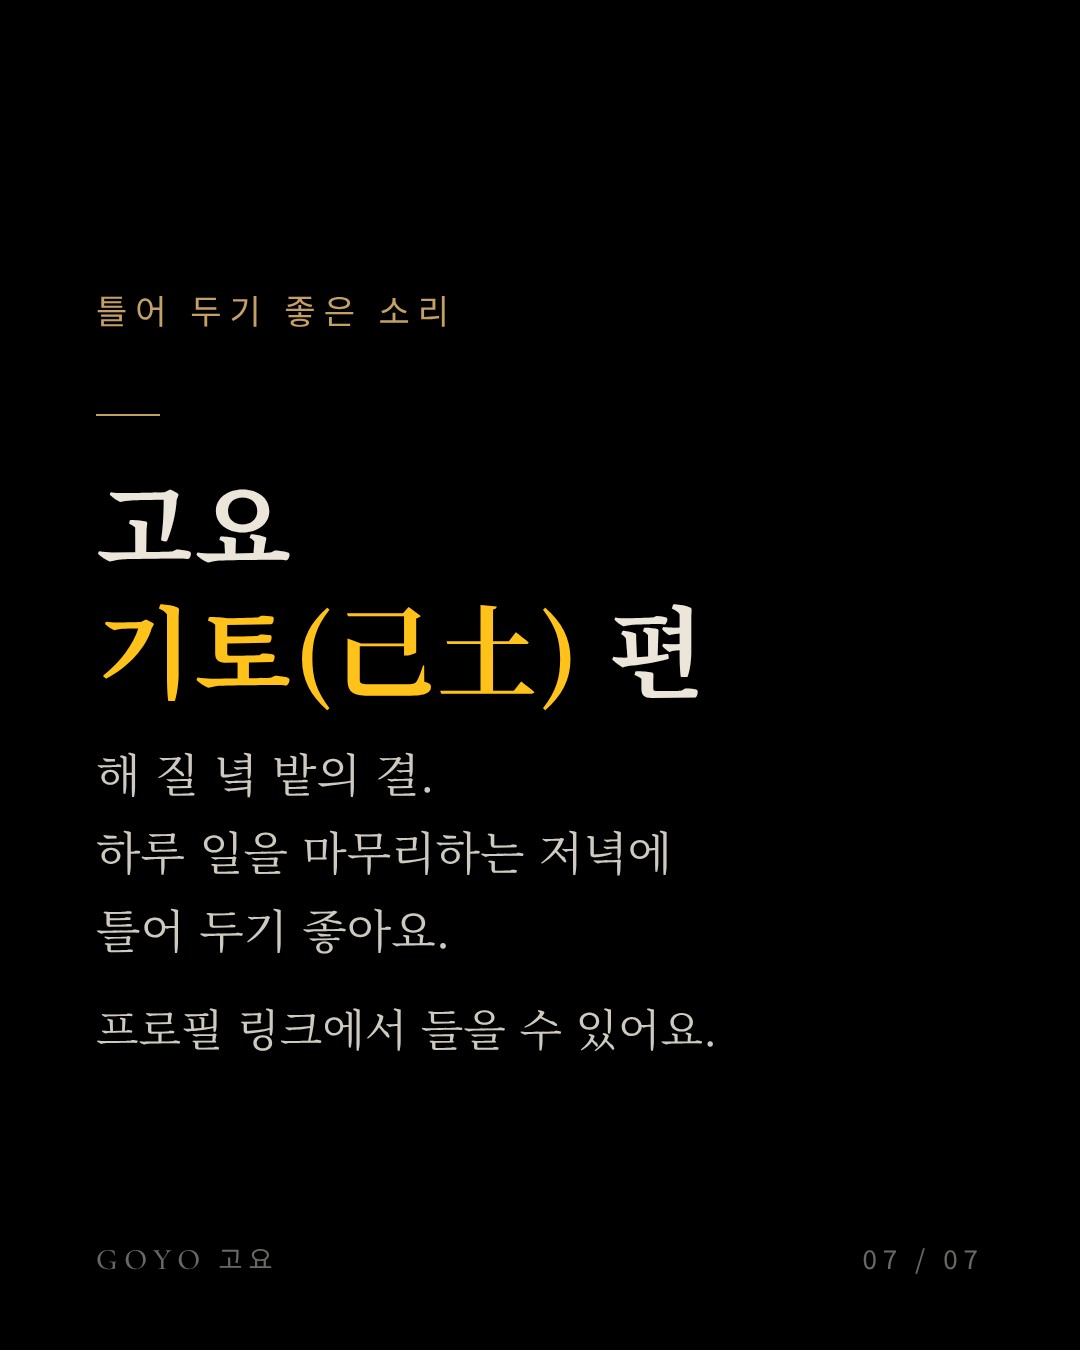 틀어 두기 좋은 소리
고요
기토(己土) 편
해 질 녘 밭의 결.
하루 일을 마무리하는 저녁에
틀어 두기 좋아요.
프로필 링크에서 들을 수 있어요.
GOYO 고요
07 / 07